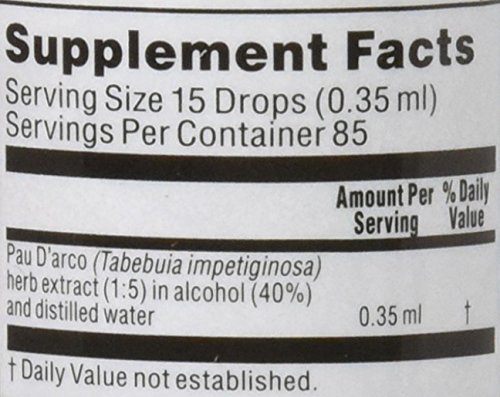 Supplement Facts
Serving Size 15 Drops (0.35 ml)
Servings Per Container 85
Amount Per % Daily
Serving Value
Pau D'arco (Tabebuia impetiginosa)
herb extract (1:5) in alcohol (40%)
and distilled water 0.35 ml †
† Daily Value not established.